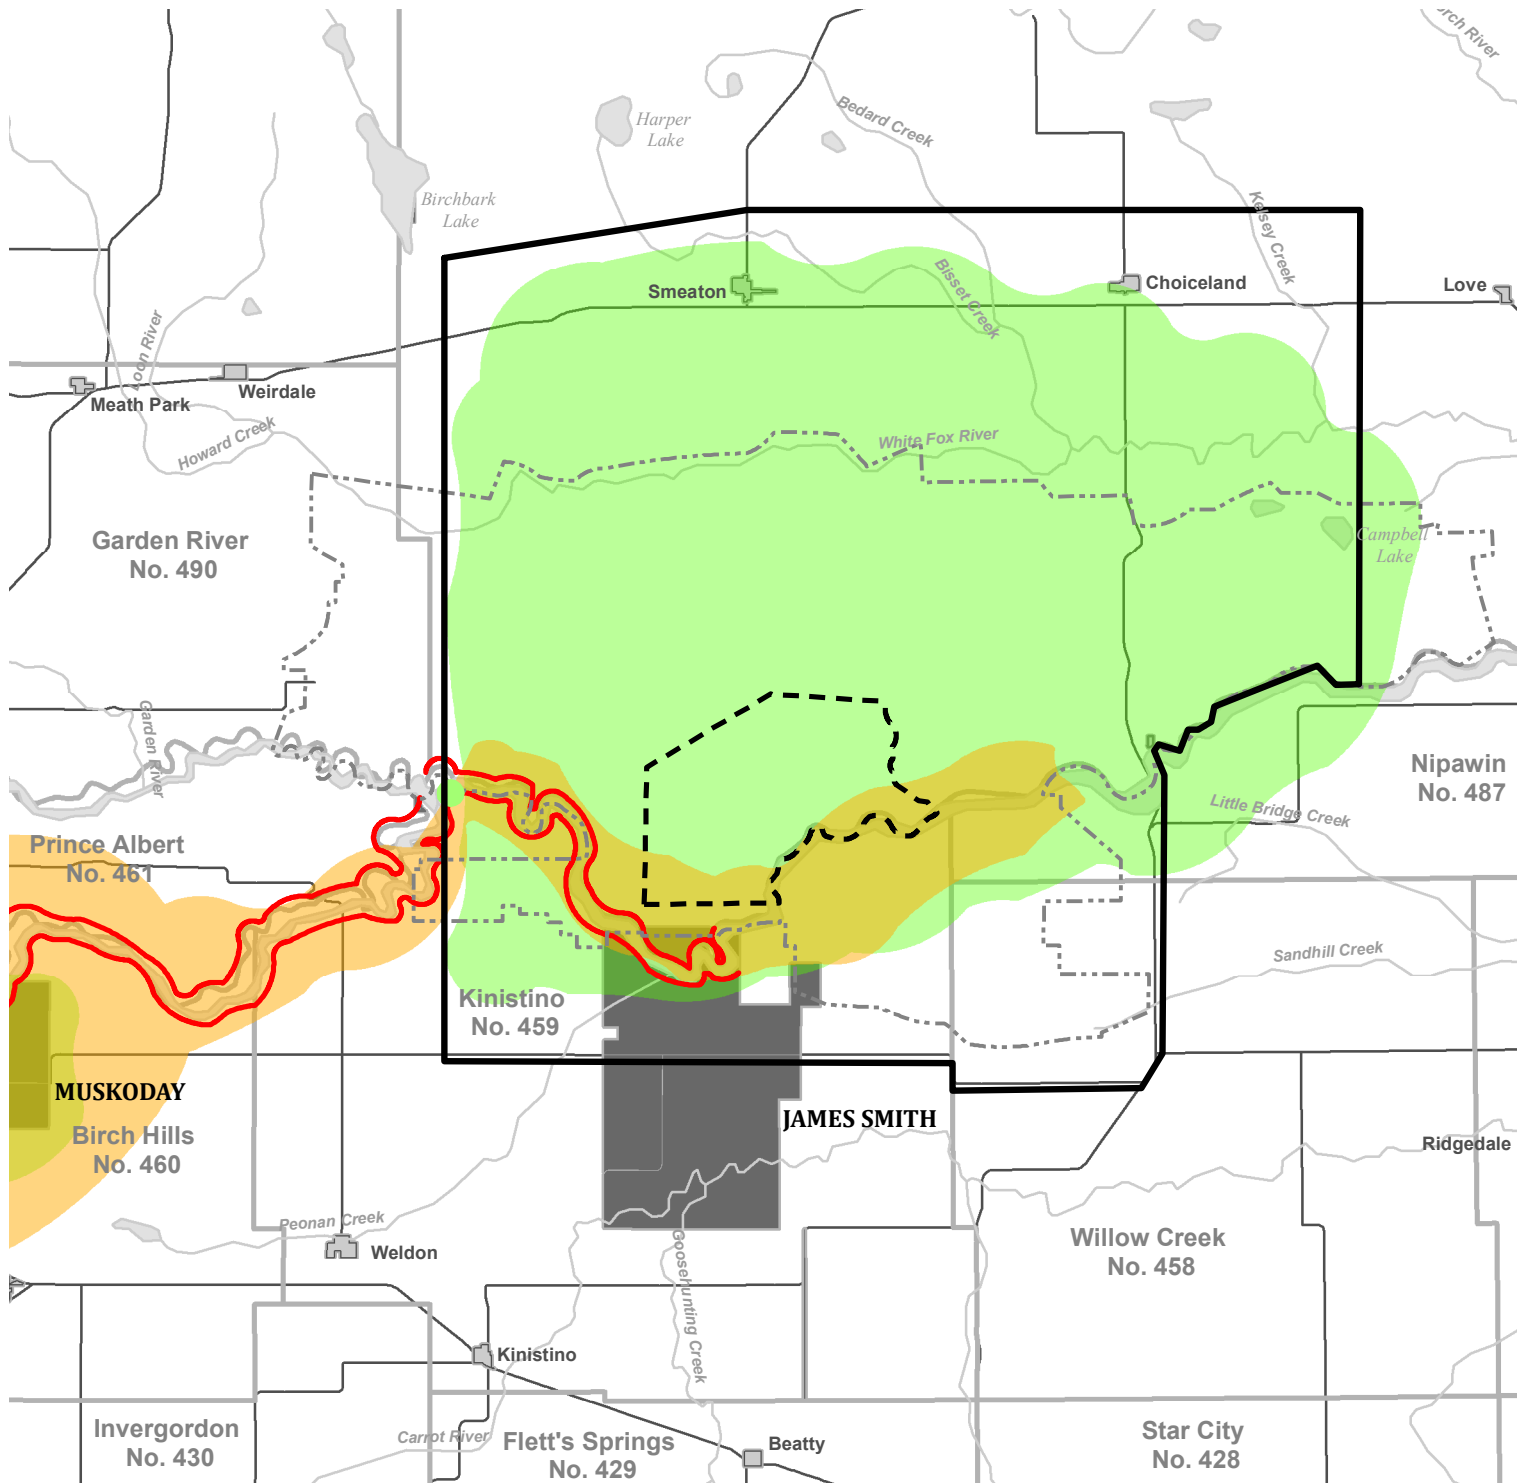 rch River
Harper
Lake
Bedard Creek
Birchbark
Lake
Kelsey Creek
Bisset Creek
Smeaton
Choiceland
Love
Loon River
Weirdale
Meath Park
Howard Creek
White Fox River
Garden River
No. 490
Campbell
Lake
Garden River
Nipawin
No. 487
Little Bridge Creek
Prince Albert
No. 461
Sandhill Creek
Kinistino
No. 459
MUSKODAY
JAMES SMITH
Birch Hills
No. 460
Ridgedale
Peonan Creek
Weldon
Willow Creek
No. 458
Goosehunting Creek
Kinistino
Invergordon
No. 430
Carrot River
Flett's Springs
No. 429
Beatty
Star City
No. 428